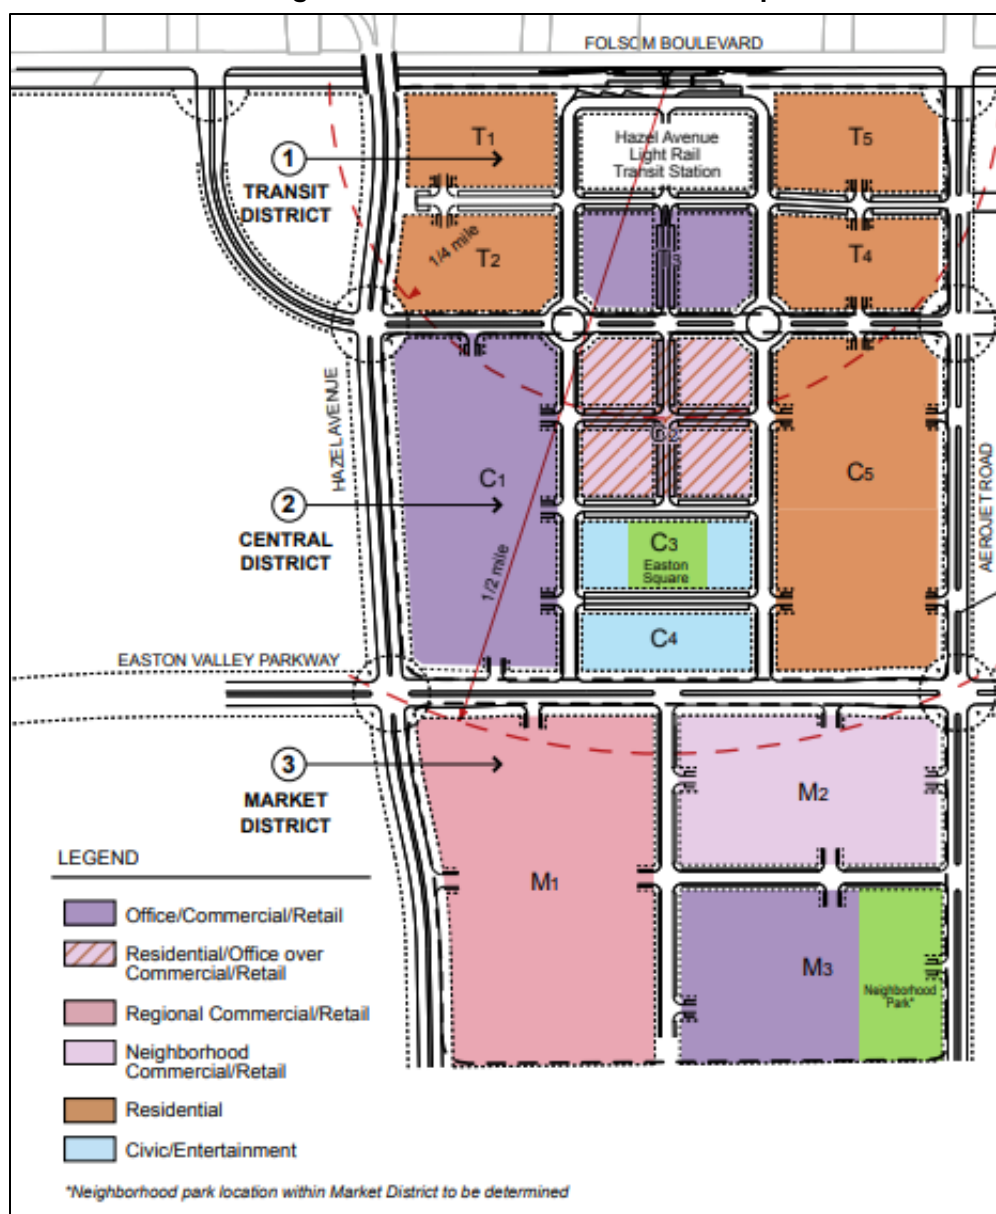 FOLSOM BOULEVARD
T1
Hazel Avenue
Light Rail
Transit Station
T5
1
TRANSIT
DISTRICT
1/4 mile
T2
T3
T4
HAZEL AVENUE
C2
C1
C5
AEROJET ROAD
2
CENTRAL
DISTRICT
C3
Easton
Square
1/2 mile
C4
EASTON VALLEY PARKWAY
3
MARKET
DISTRICT
M2
M1
M3
Neighborhood
Park*
LEGEND
Office/Commercial/Retail
Residential/Office over
Commercial/Retail
Regional Commercial/Retail
Neighborhood
Commercial/Retail
Residential
Civic/Entertainment
*Neighborhood park location within Market District to be determined